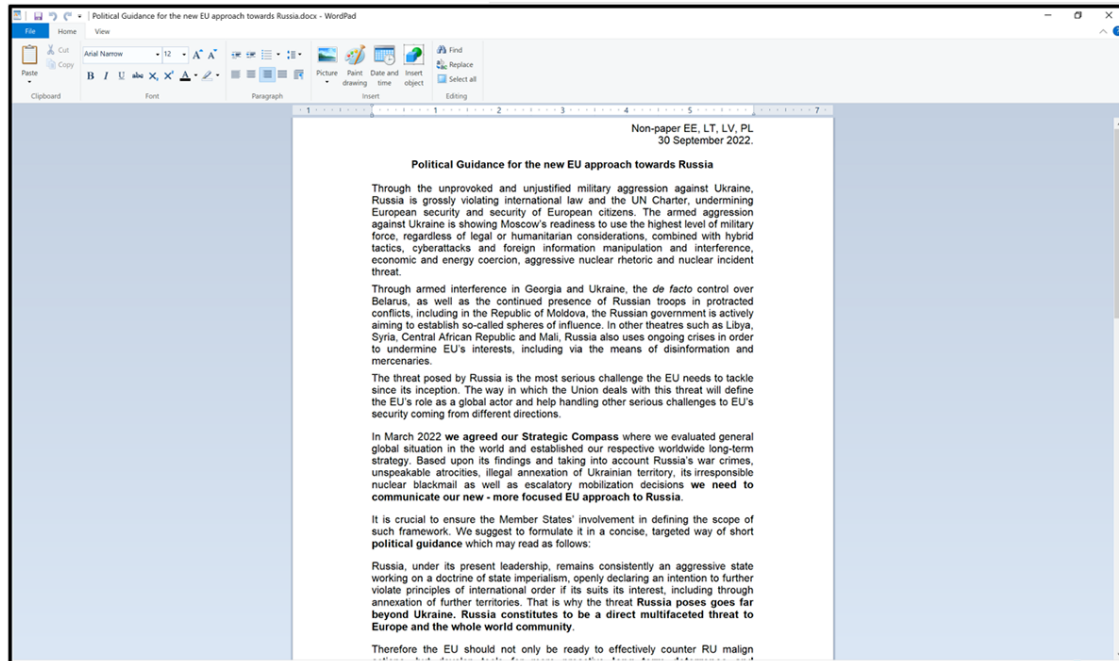 Political Guidance for the new EU approach towards Russia.docx - WordPad
File Home View
Cut
Copy
Paste
Clipboard
Arial Narrow 12
Font
Paragraph
Picture
Paint drawing
Date and time
Insert object
Insert
Find
Replace
Select all
Editing
1 1 2 3 4 5 7
Non-paper EE, LT, LV, PL
30 September 2022.
Political Guidance for the new EU approach towards Russia
Through the unprovoked and unjustified military aggression against Ukraine,
Russia is grossly violating international law and the UN Charter, undermining
European security and security of European citizens. The armed aggression
against Ukraine is showing Moscow's readiness to use the highest level of military
force, regardless of legal or humanitarian considerations, combined with hybrid
tactics, cyberattacks and foreign information manipulation and interference,
economic and energy coercion, aggressive nuclear rhetoric and nuclear incident
threat.
Through armed interference in Georgia and Ukraine, the de facto control over
Belarus, as well as the continued presence of Russian troops in protracted
conflicts, including in the Republic of Moldova, the Russian government is actively
aiming to establish so-called spheres of influence. In other theatres such as Libya,
Syria, Central African Republic and Mali, Russia also uses ongoing crises in order
to undermine EU's interests, including via the means of disinformation and
mercenaries.
The threat posed by Russia is the most serious challenge the EU needs to tackle
since its inception. The way in which the Union deals with this threat will define
the EU's role as a global actor and help handling other serious challenges to EU's
security coming from different directions.
In March 2022 we agreed our Strategic Compass where we evaluated general
global situation in the world and established our respective worldwide long-term
strategy. Based upon its findings and taking into account Russia's war crimes,
unspeakable atrocities, illegal annexation of Ukrainian territory, its irresponsible
nuclear blackmail as well as escalatory mobilization decisions we need to
communicate our new - more focused EU approach to Russia.
It is crucial to ensure the Member States' involvement in defining the scope of
such framework. We suggest to formulate it in a concise, targeted way of short
political guidance which may read as follows:
Russia, under its present leadership, remains consistently an aggressive state
working on a doctrine of state imperialism, openly declaring an intention to further
violate principles of international order if its suits its interest, including through
annexation of further territories. That is why the threat Russia poses goes far
beyond Ukraine. Russia constitutes to be a direct multifaceted threat to
Europe and the whole world community.
Therefore the EU should not only be ready to effectively counter RU malign